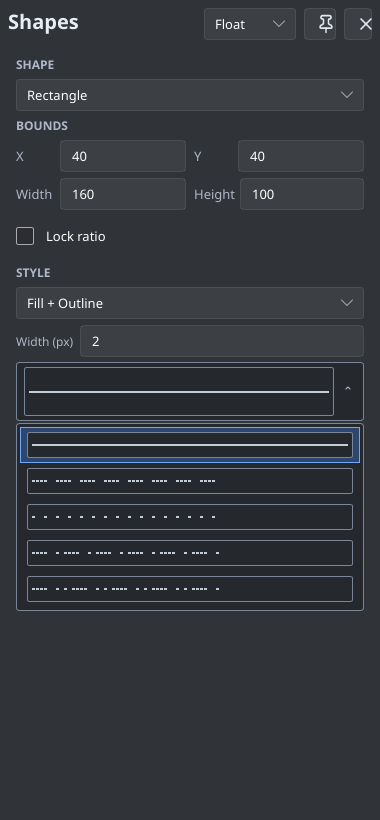 Shapes
Float
SHAPE
Rectangle
BOUNDS
X 40 Y 40
Width 160 Height 100
Lock ratio
STYLE
Fill + Outline
Width (px) 2